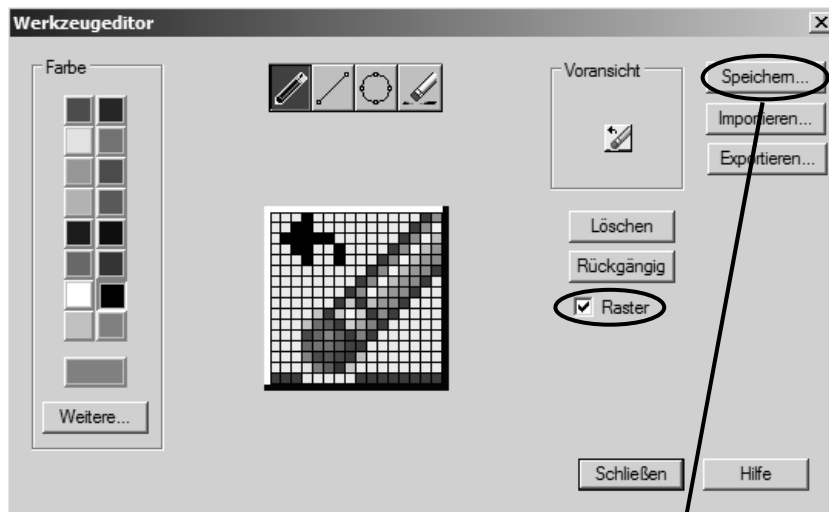 Werkzeugeditor
Farbe
Voransicht
Speichern...
Importieren...
Exportieren...
Löschen
Rückgängig
Raster
Weitere...
Schließen
Hilfe